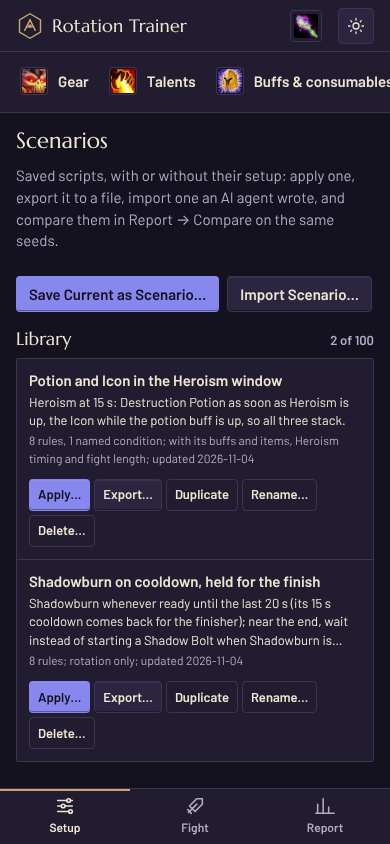 Rotation Trainer
Gear
Talents
Buffs & consumables
Scenarios
Saved scripts, with or without their setup: apply one,
export it to a file, import one an AI agent wrote, and
compare them in Report → Compare on the same
seeds.
Save Current as Scenario...
Import Scenario...
Library
2 of 100
Potion and Icon in the Heroism window
Heroism at 15 s: Destruction Potion as soon as Heroism is
up, the Icon while the potion buff is up, so all three stack.
8 rules, 1 named condition; with its buffs and items, Heroism
timing and fight length; updated 2026-11-04
Apply...
Export...
Duplicate
Rename...
Delete...
Shadowburn on cooldown, held for the finish
Shadowburn whenever ready until the last 20 s (its 15 s
cooldown comes back for the finisher); near the end, wait
instead of starting a Shadow Bolt when Shadowburn is...
8 rules; rotation only; updated 2026-11-04
Apply...
Export...
Duplicate
Rename...
Delete...
Setup
Fight
Report